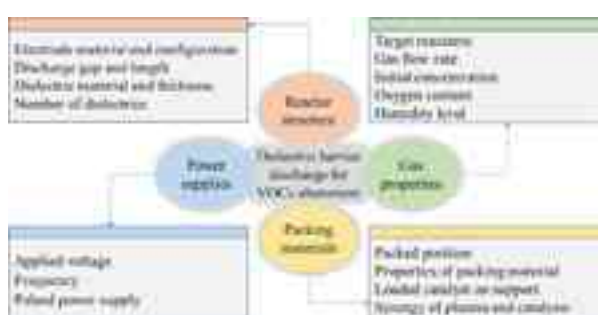 Electrode material and configuration
Discharge gap and length
Dielectric material and thickness
Number of dielectrics
Target
Gas flow rate
Initial concentration
Oxygen content
Humidity level
Reactor
structure
Power
supplies
Dielectric barrier
discharge for
VOCs abatement
Gas
properties
Packing
materials
Applied voltage
Frequency
Pulsed power supply
Packed position
Properties of packing material
Loaded catalyst on support
Synergy of plasma and catalysts